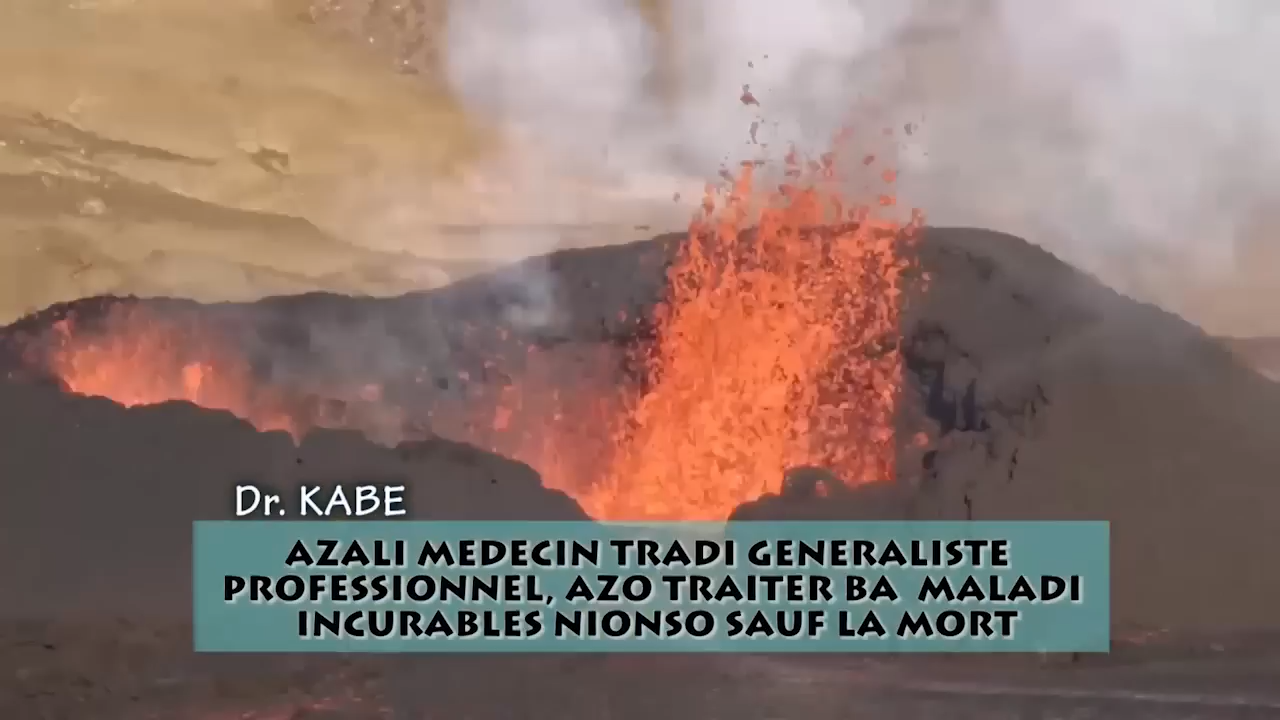 Dr. KABE
AZALI MEDECIN TRADI GENERALISTE
PROFESSIONNEL, AZO TRAITER BA MALADI
INCURABLES NIONSO SAUF LA MORT